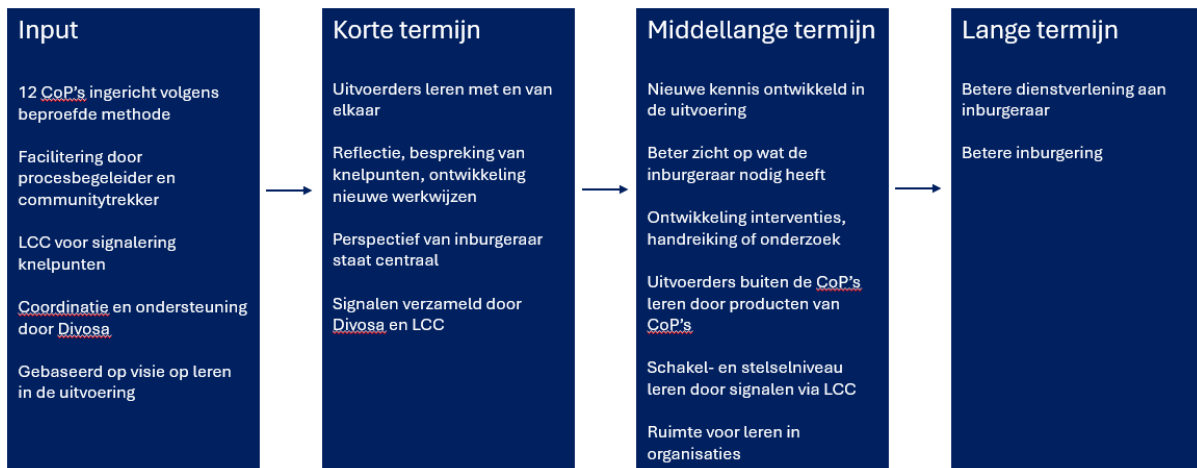 Input
12 CoP's ingericht volgens
beproefde methode
Facilitering door
procesbegeleider en
communitytrekker
LCC voor signalering
knelpunten
Coordinatie en ondersteuning
door Divosa
Gebaseerd op visie op leren
in de uitvoering
Korte termijn
Uitvoerders leren met en van
elkaar
Reflectie, bespreking van
knelpunten, ontwikkeling
nieuwe werkwijzen
Perspectief van inburgeraar
staat centraal
Signalen verzameld door
Divosa en LCC
Middellange termijn
Nieuwe kennis ontwikkeld in
de uitvoering
Beter zicht op wat de
inburgeraar nodig heeft
Ontwikkeling interventies,
handreiking of onderzoek
Uitvoerders buiten de CoP's
leren door producten van
CoP's
Schakel- en stelselniveau
leren door signalen via LCC
Ruimte voor leren in
organisaties
Lange termijn
Betere dienstverlening aan
inburgeraar
Betere inburgering